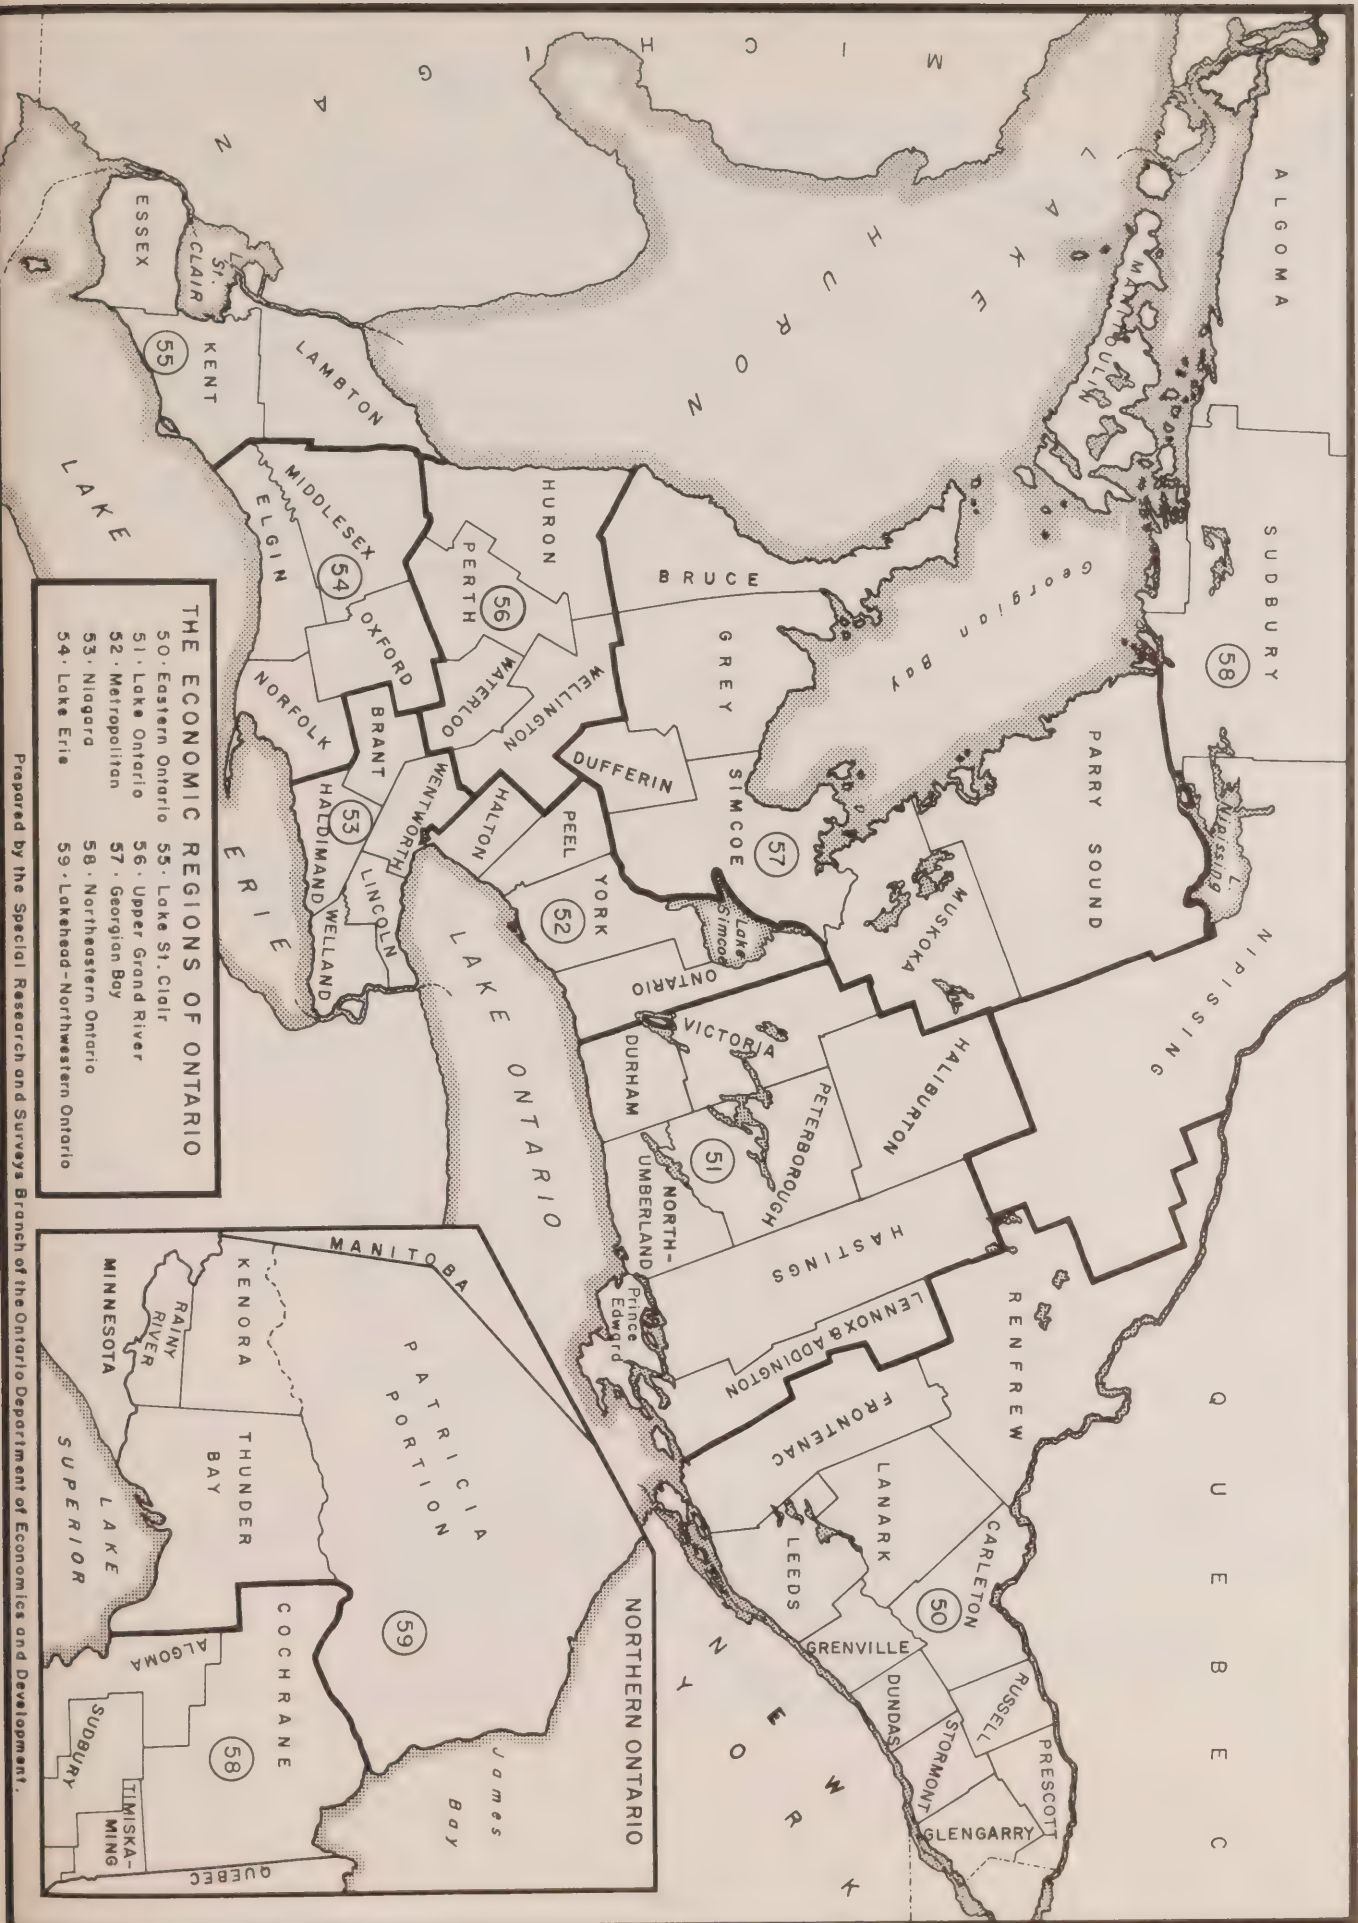 ALGOMA
SUDBURY
58
L. Nipissing
NIPISSING
QUEBEC
MICHIGAN
LAKE HURON
MANITOULIN
Georgian Bay
PARRY SOUND
MUSKOKA
HALIBURTON
RENFREW
BRUCE
GREY
SIMCOE
57
DUFFERIN
Lake
Simcoe
HURON
PERTH
56
WATERLOO
WELLINGTON
PEEL
HALTON
YORK
52
ONTARIO
VICTORIA
DURHAM
PETERBOROUGH
51
NORTH-
UMBERLAND
HASTINGS
LENNOX & ADDINGTON
Prince
Edward
FRONTENAC
LANARK
LEEDS
CARLETON
50
GRENVILLE
DUNDAS
RUSSELL
STORMONT
PRESCOTT
GLENGARRY
NEW
YORK
LAMBTON
L.
St.
CLAIR
ESSEX
KENT
55
MIDDLESEX
ELGIN
54
OXFORD
NORFOLK
BRANT
WENTWORTH
53
HALDIMAND
LINCOLN
WELLAND
LAKE ONTARIO
LAKE ERIE
THE ECONOMIC REGIONS OF ONTARIO
50 · Eastern Ontario
51 · Lake Ontario
52 · Metropolitan
53 · Niagara
54 · Lake Erie
55 · Lake St. Clair
56 · Upper Grand River
57 · Georgian Bay
58 · Northeastern Ontario
59 · Lakehead-Northwestern Ontario
NORTHERN ONTARIO
MANITOBA
PATRICIA
PORTION
59
James
Bay
KENORA
RAINY
RIVER
MINNESOTA
THUNDER
BAY
LAKE
SUPERIOR
COCHRANE
ALGOMA
58
SUDBURY
TIMISKA-
MING
QUEBEC
Prepared by the Special Research and Surveys Branch of the Ontario Department of Economics and Development.